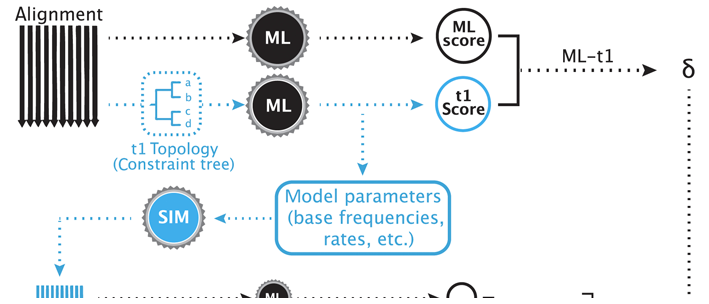 Alignment
ML
ML
score
ML–t1
δ
a
b
c
d
ML
t1
Score
t1 Topology
(Constraint tree)
Model parameters
(base frequencies,
rates, etc.)
SIM
ML